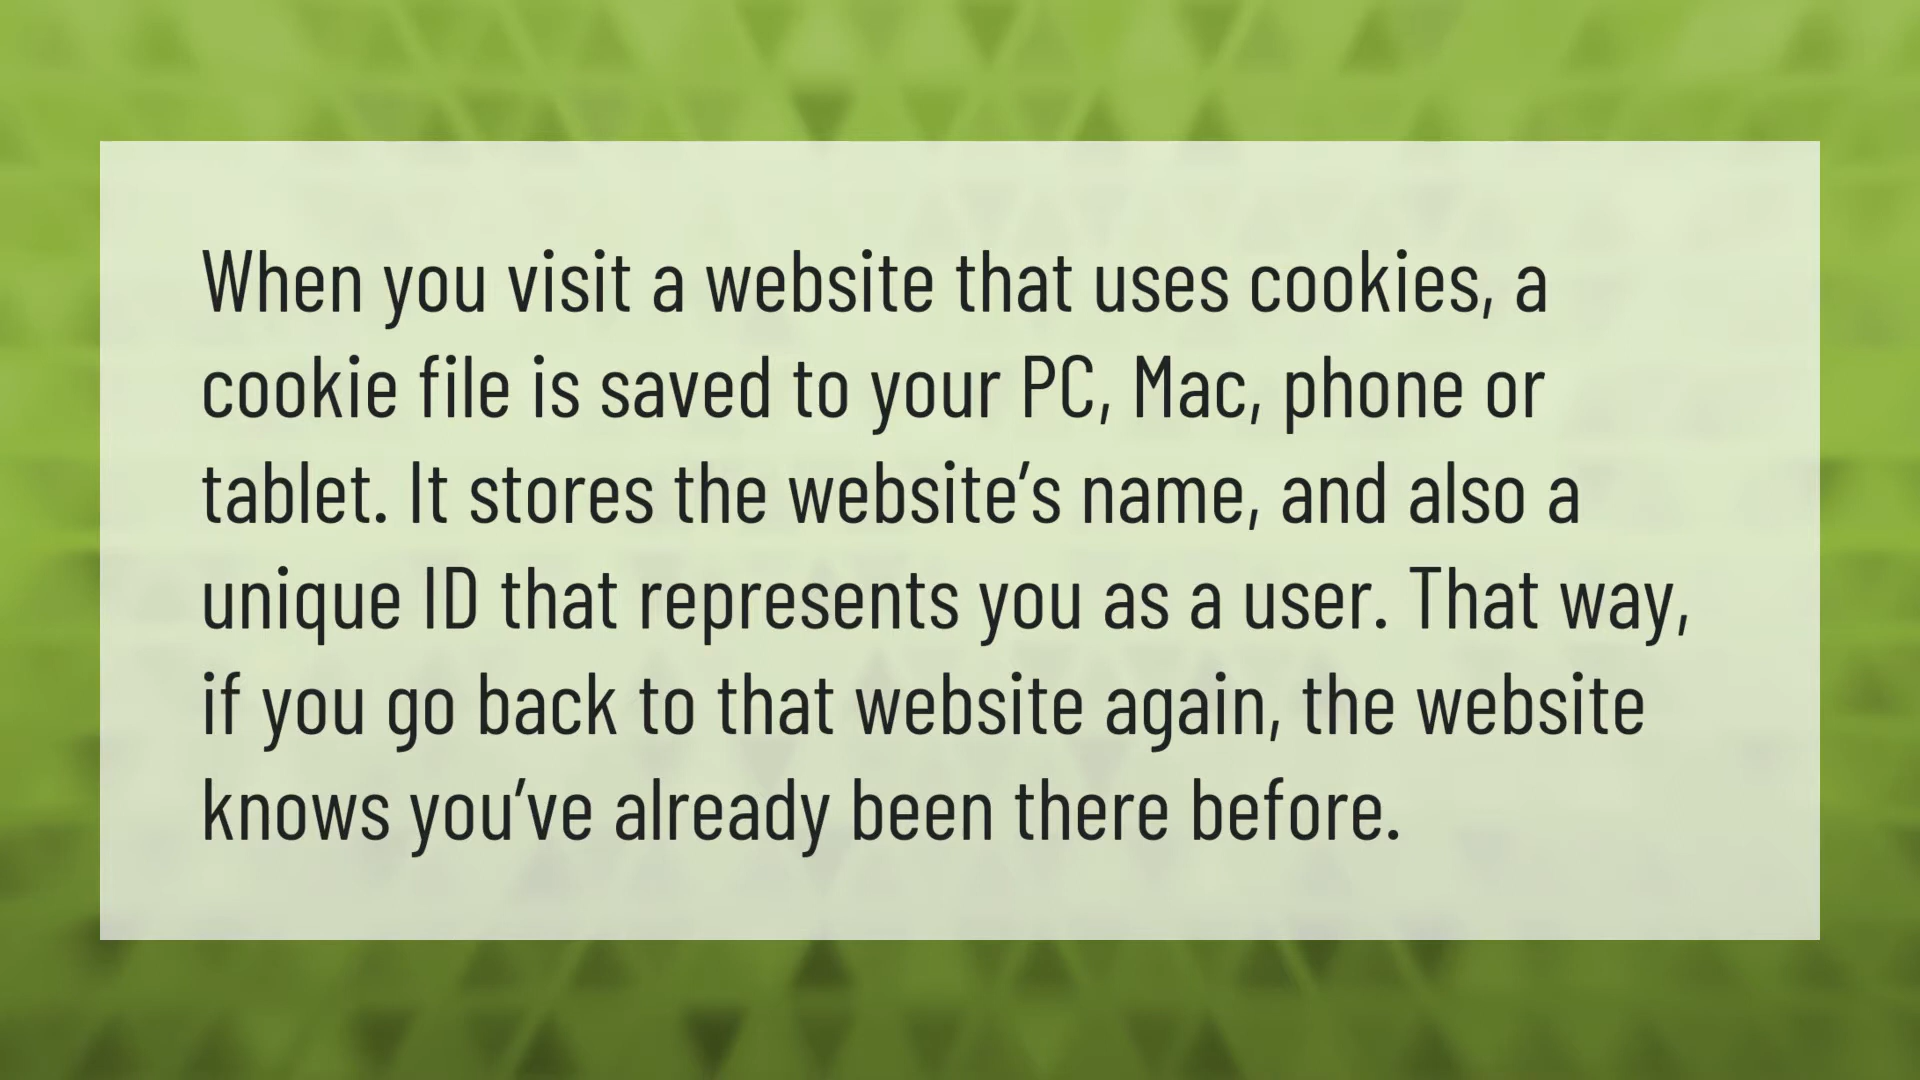 When you visit a website that uses cookies, a
cookie file is saved to your PC, Mac, phone or
tablet. It stores the website’s name, and also a
unique ID that represents you as a user. That way,
if you go back to that website again, the website
knows you’ve already been there before.